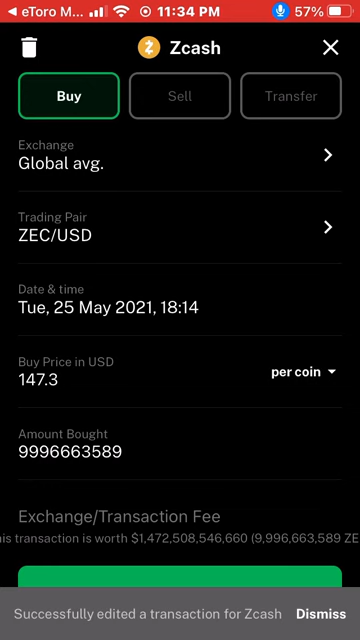 eToro M... 11:34 PM 57%
Zcash
Buy Sell Transfer
Exchange
Global avg.
Trading Pair
ZEC/USD
Date & time
Tue, 25 May 2021, 18:14
Buy Price in USD
147.3 per coin
Amount Bought
9996663589
Exchange/Transaction Fee
his transaction is worth $1,472,508,546,660 (9,996,663,589 ZE
Successfully edited a transaction for Zcash Dismiss